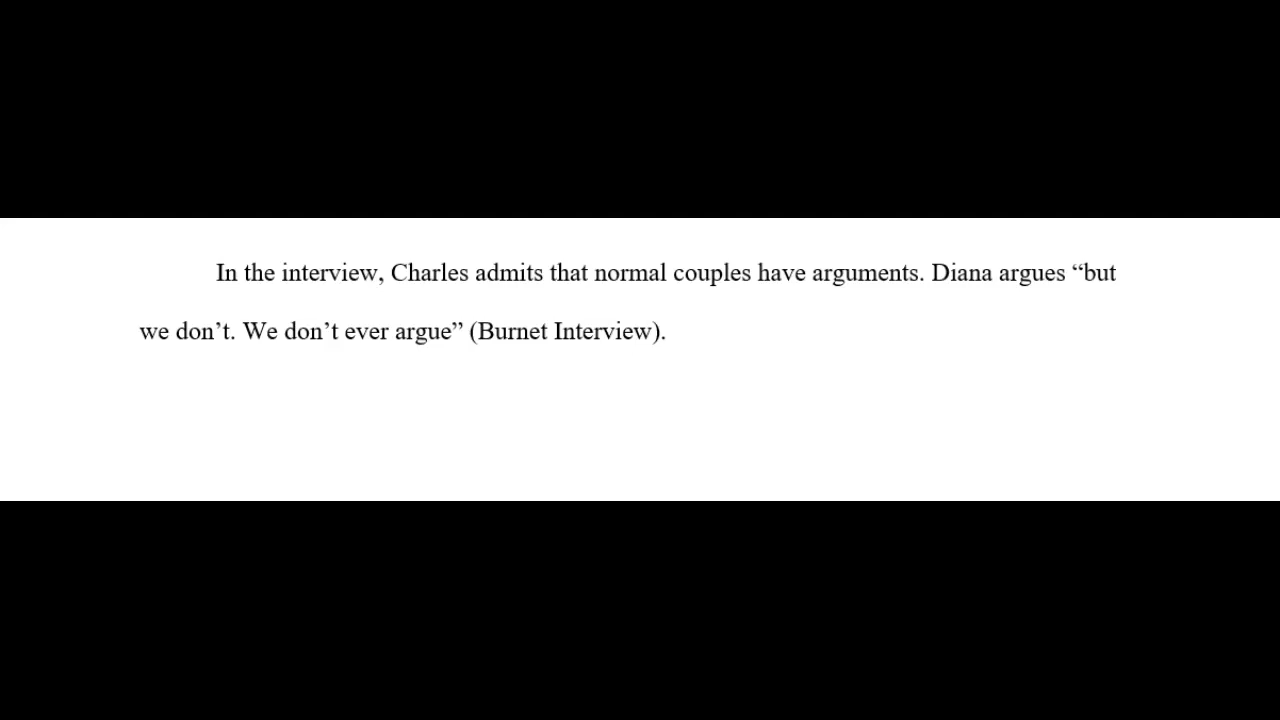 In the interview, Charles admits that normal couples have arguments. Diana argues “but
we don’t. We don’t ever argue” (Burnet Interview).